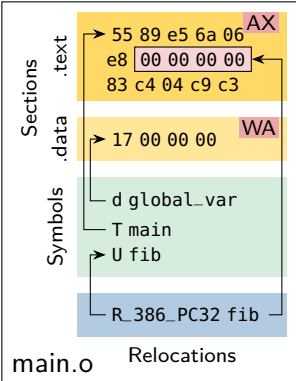 AX
55 89 e5 6a 06
e8 00 00 00 00
83 c4 04 c9 c3
.text
Sections
WA
17 00 00 00
.data
d global_var
T main
U fib
Symbols
R_386_PC32 fib
main.o
Relocations